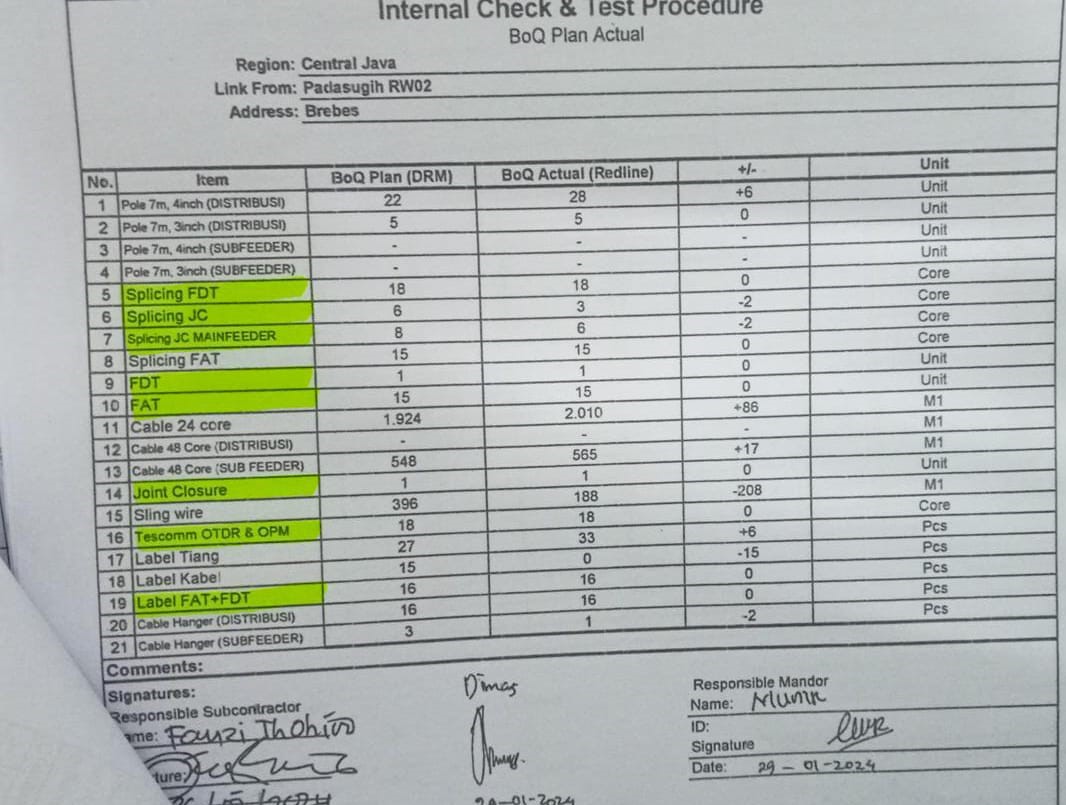 Internal Check & Test Procedure
BoQ Plan Actual
Region: Central Java
Link From: Padasugih RW02
Address: Brebes
No. Item BoQ Plan (DRM) BoQ Actual (Redline) +/- Unit
1 Pole 7m, 4inch (DISTRIBUSI) 22 28 +6 Unit
2 Pole 7m, 3inch (DISTRIBUSI) 5 5 0 Unit
3 Pole 7m, 4inch (SUBFEEDER) - - - Unit
4 Pole 7m, 3inch (SUBFEEDER) - - - Unit
5 Splicing FDT 18 18 0 Core
6 Splicing JC 6 3 -2 Core
7 Splicing JC MAINFEEDER 8 6 -2 Core
8 Splicing FAT 15 15 0 Core
9 FDT 1 1 0 Unit
10 FAT 15 15 0 Unit
11 Cable 24 core 1.924 2.010 +86 M1
12 Cable 48 Core (DISTRIBUSI) - - - M1
13 Cable 48 Core (SUB FEEDER) 548 565 +17 M1
14 Joint Closure 1 1 0 Unit
15 Sling wire 396 188 -208 M1
16 Tescomm OTDR & OPM 18 18 0 Core
17 Label Tiang 27 33 +6 Pcs
18 Label Kabel 15 0 -15 Pcs
19 Label FAT+FDT 16 16 0 Pcs
20 Cable Hanger (DISTRIBUSI) 16 16 0 Pcs
21 Cable Hanger (SUBFEEDER) 3 1 -2 Pcs
Comments:
Signatures:
Responsible Subcontractor
ame: Fauzi
ture:
Dimas
29-01-2024
Responsible Mandor
Name:
ID:
Signature
Date: 29-01-2024